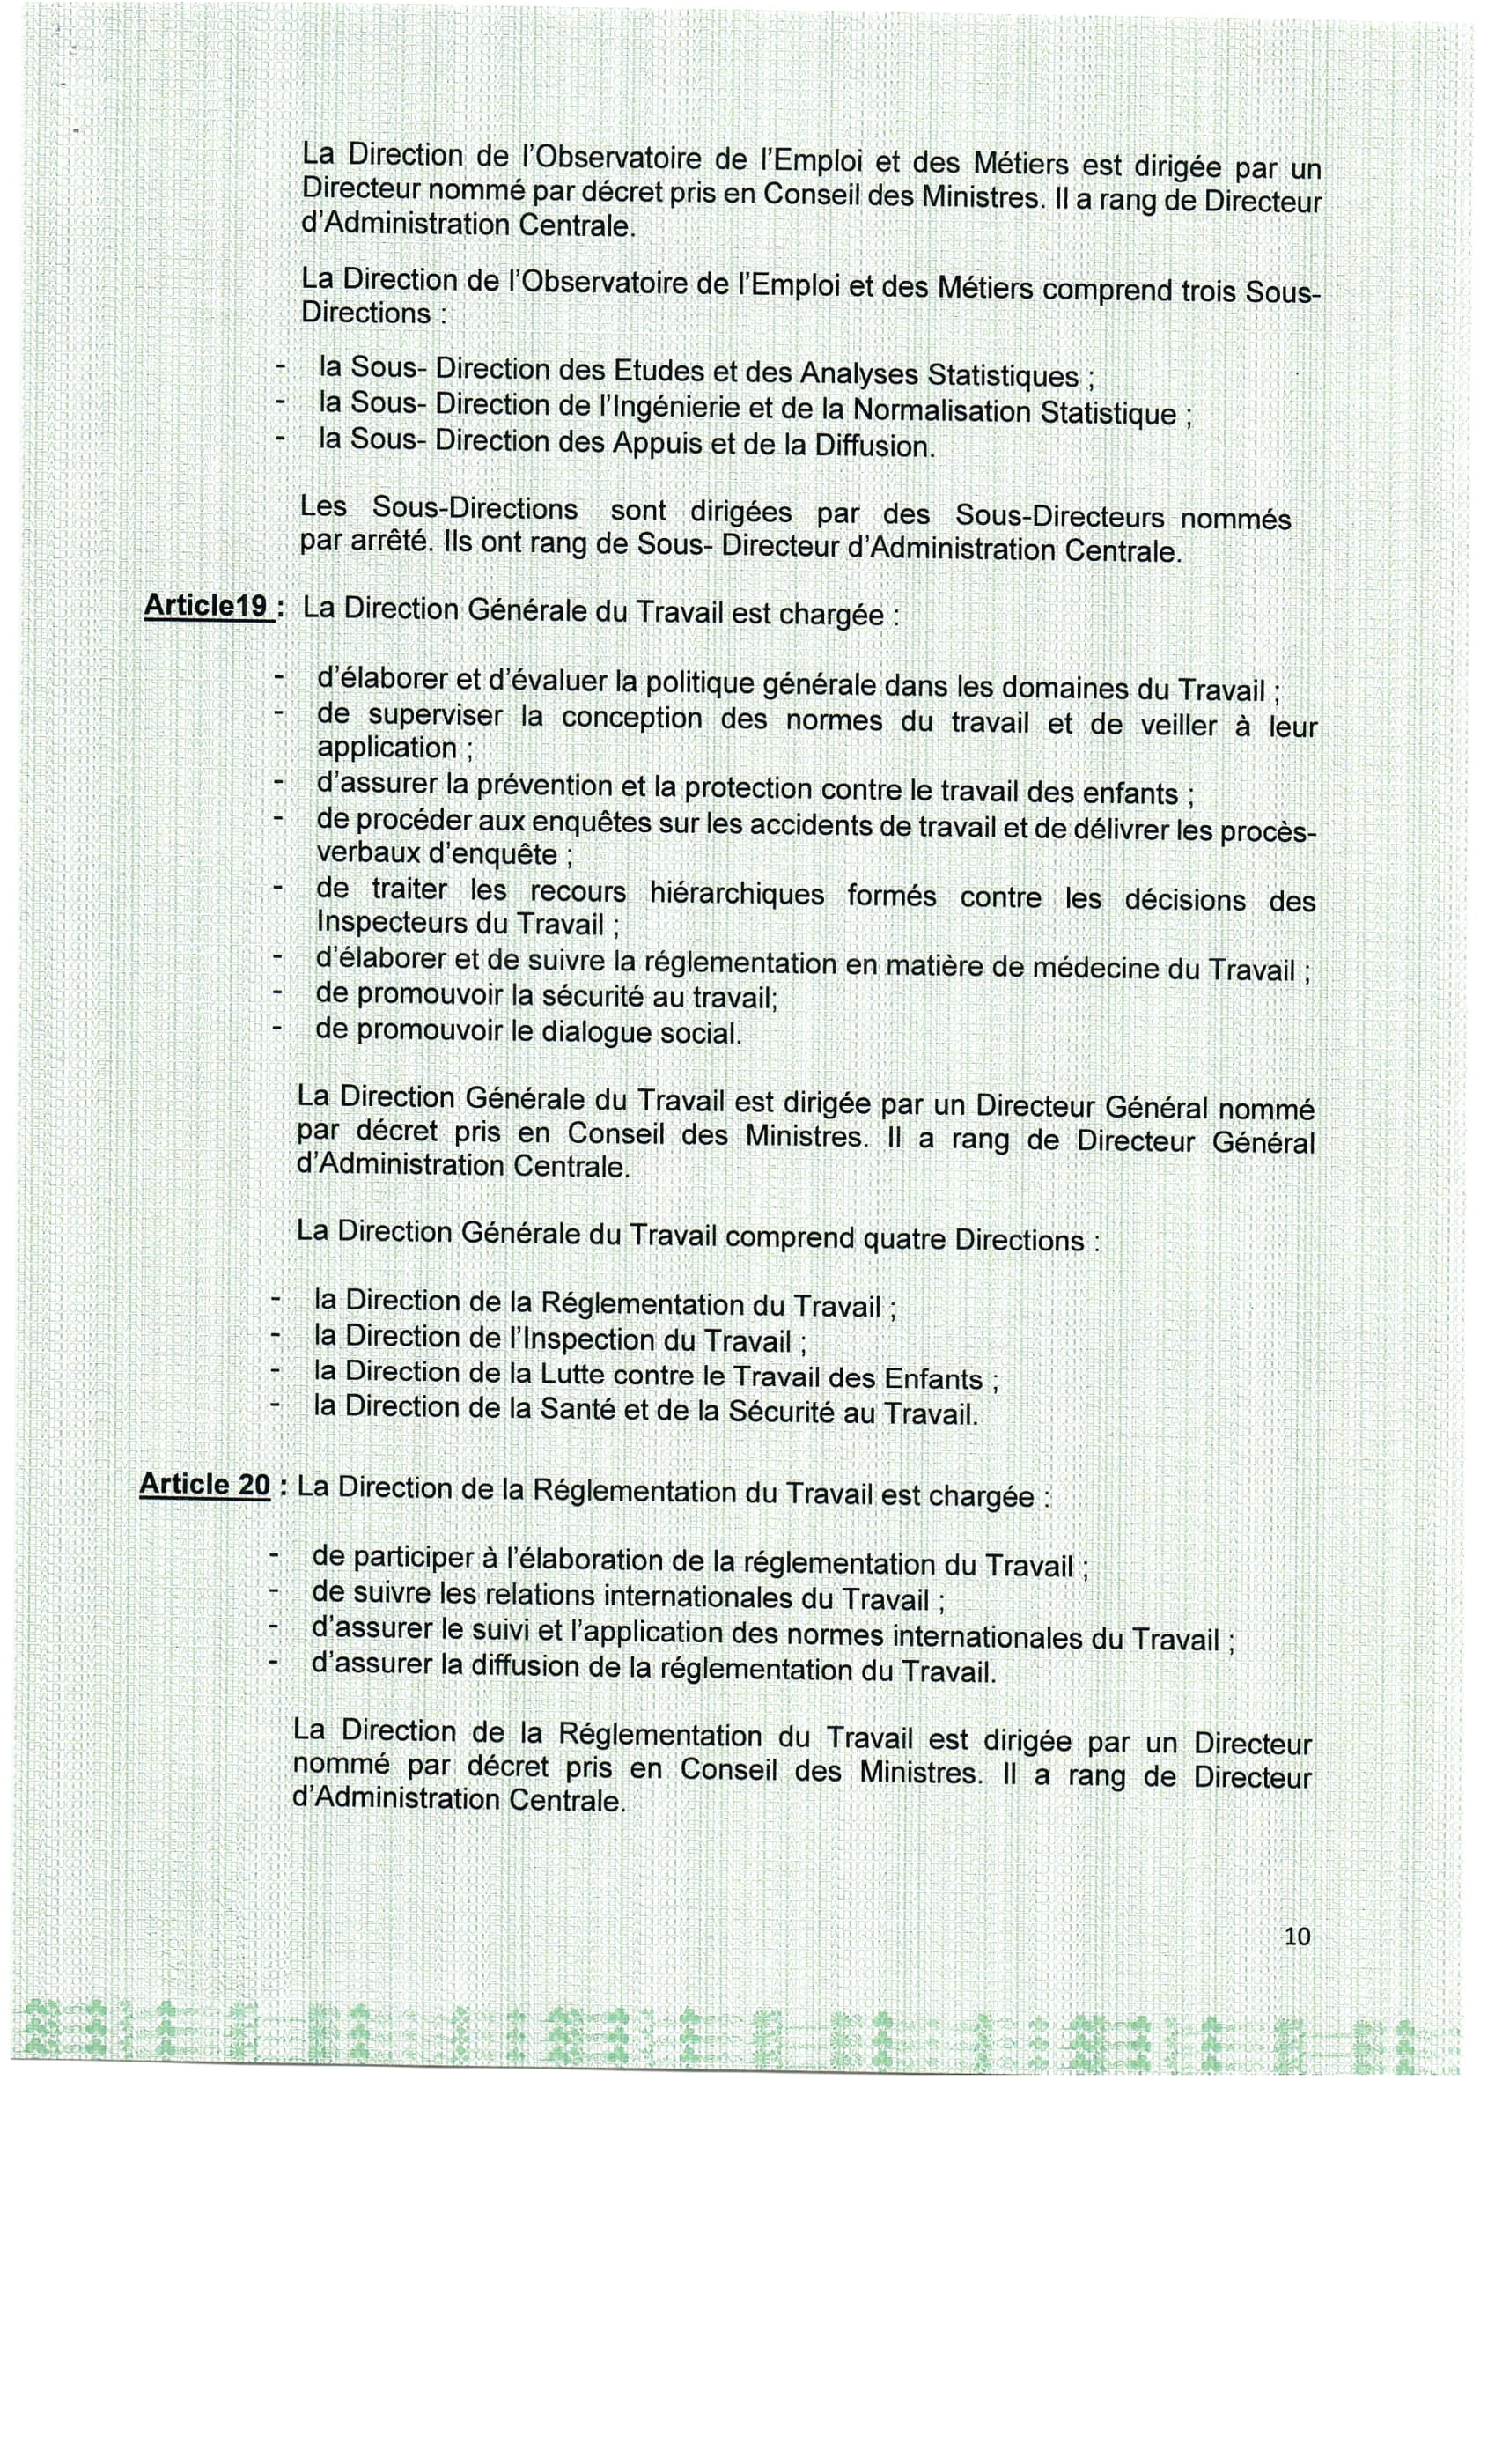 La Direction de l'Observatoire de l'Emploi et des Métiers est dirigée par un
Directeur nommé par décret pris en Conseil des Ministres. Il a rang de Directeur
d'Administration Centrale.
La Direction de l'Observatoire de l'Emploi et des Métiers comprend trois Sous-
Directions :
- la Sous- Direction des Etudes et des Analyses Statistiques ;
- la Sous- Direction de l'Ingénierie et de la Normalisation Statistique ;
- la Sous- Direction des Appuis et de la Diffusion.
Les Sous-Directions sont dirigées par des Sous-Directeurs nommés
par arrêté. Ils ont rang de Sous- Directeur d'Administration Centrale.
Article19 : La Direction Générale du Travail est chargée :
- d'élaborer et d'évaluer la politique générale dans les domaines du Travail ;
- de superviser la conception des normes du travail et de veiller à leur
application ;
- d'assurer la prévention et la protection contre le travail des enfants ;
- de procéder aux enquêtes sur les accidents de travail et de délivrer les procès-
verbaux d'enquête ;
- de traiter les recours hiérarchiques formés contre les décisions des
Inspecteurs du Travail ;
- d'élaborer et de suivre la réglementation en matière de médecine du Travail ;
- de promouvoir la sécurité au travail;
- de promouvoir le dialogue social.
La Direction Générale du Travail est dirigée par un Directeur Général nommé
par décret pris en Conseil des Ministres. Il a rang de Directeur Général
d'Administration Centrale.
La Direction Générale du Travail comprend quatre Directions :
- la Direction de la Réglementation du Travail ;
- la Direction de l'Inspection du Travail ;
- la Direction de la Lutte contre le Travail des Enfants ;
- la Direction de la Santé et de la Sécurité au Travail.
Article 20 : La Direction de la Réglementation du Travail est chargée :
- de participer à l'élaboration de la réglementation du Travail ;
- de suivre les relations internationales du Travail ;
- d'assurer le suivi et l'application des normes internationales du Travail ;
- d'assurer la diffusion de la réglementation du Travail.
La Direction de la Réglementation du Travail est dirigée par un Directeur
nommé par décret pris en Conseil des Ministres. Il a rang de Directeur
d'Administration Centrale.
10